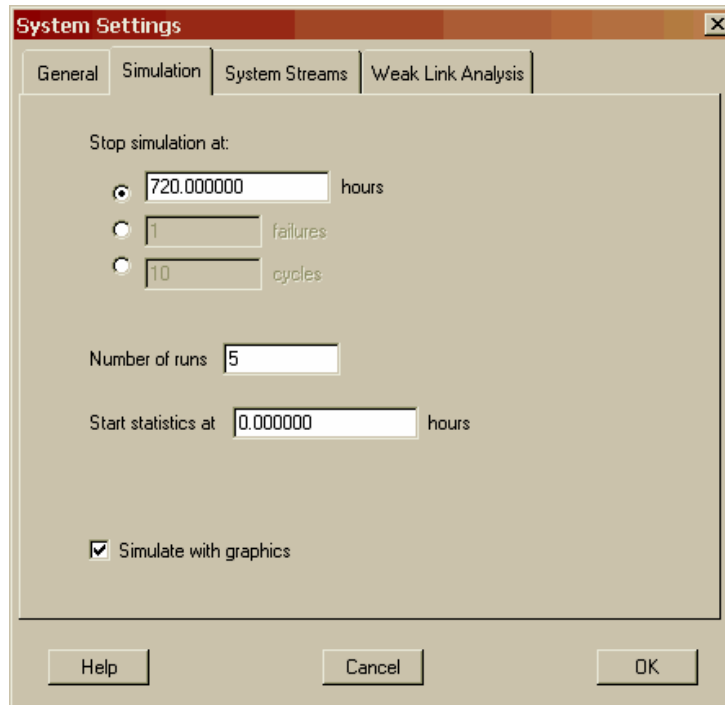 System Settings
General Simulation System Streams Weak Link Analysis
Stop simulation at:
720.000000 hours
1 failures
10 cycles
Number of runs 5
Start statistics at 0.000000 hours
Simulate with graphics
Help Cancel OK